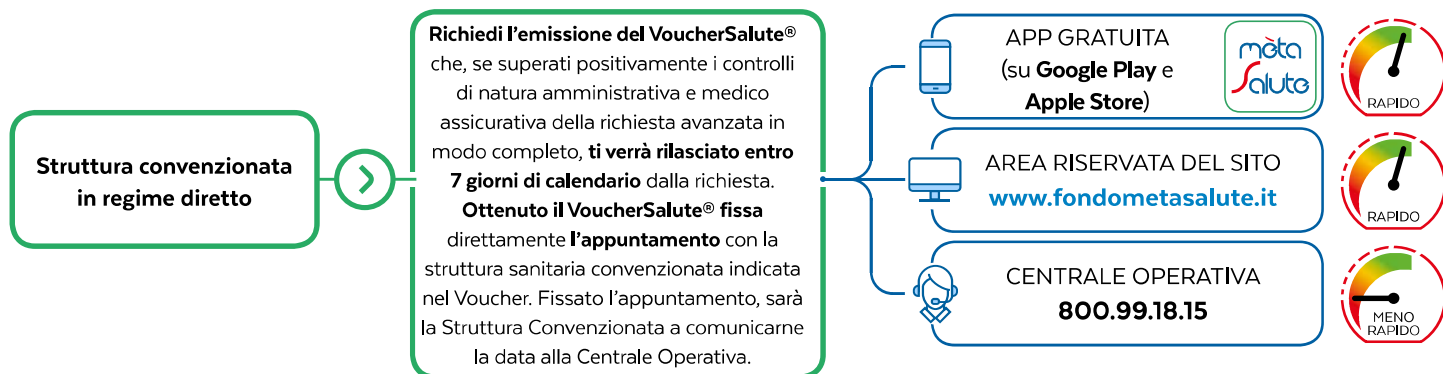 Struttura convenzionata
in regime diretto
Richiedi l'emissione del VoucherSalute®
che, se superati positivamente i controlli
di natura amministrativa e medico
assicurativa della richiesta avanzata in
modo completo, ti verrà rilasciato entro
7 giorni di calendario dalla richiesta.
Ottenuto il VoucherSalute® fissa
direttamente l'appuntamento con la
struttura sanitaria convenzionata indicata
nel Voucher. Fissato l'appuntamento, sarà
la Struttura Convenzionata a comunicarne
la data alla Centrale Operativa.
APP GRATUITA
(su Google Play e
Apple Store)
mèta
Salute
RAPIDO
AREA RISERVATA DEL SITO
www.fondometasalute.it
RAPIDO
CENTRALE OPERATIVA
800.99.18.15
MENO
RAPIDO